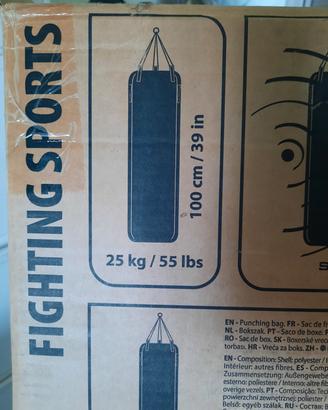 FIGHTING SPORTS
100 cm / 39 in
25 kg / 55 lbs
EN - Punching bag. FR - Sac de
NL - Bokszak. PT - Saco de boxe.
RO - Sac de box. SK - Boxerské
torbası. HR - Vreća za boks. ZH -
EN - Composition: Shell: polyester /
Intérieur: autres fibres. ES -
Zusammensetzung: Außengewebe
esterno: poliestere / Interno: altre
overige vezels. PT - Composição:
powierzchni zewnętrznej: poliester /
Belső: egyéb szálak. RU - Состав: